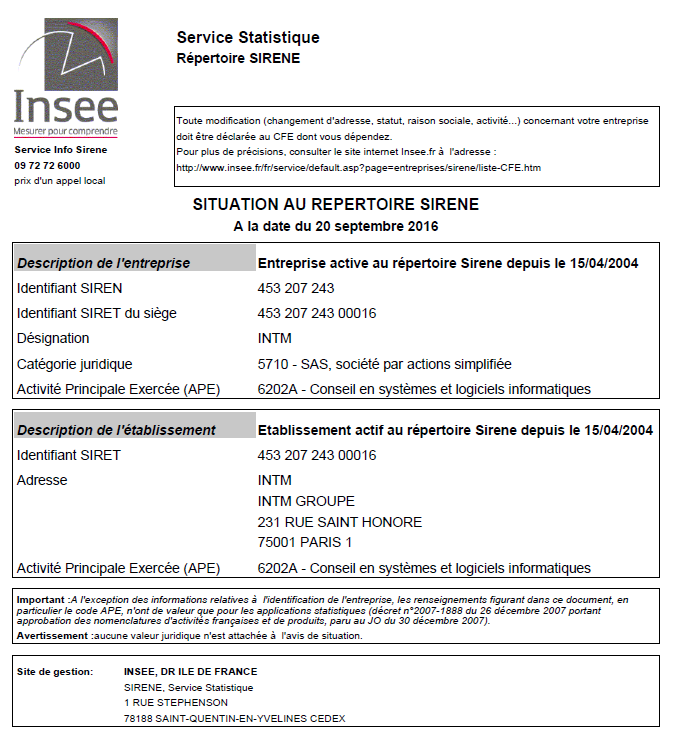 Insee
Mesurer pour comprendre
Service Info Sirene
09 72 72 6000
prix d'un appel local
Service Statistique
Répertoire SIRENE
Toute modification (changement d'adresse, statut, raison sociale, activité...) concernant votre entreprise
doit être déclarée au CFE dont vous dépendez.
Pour plus de précisions, consulter le site internet Insee.fr à l'adresse :
http://www.insee.fr/fr/service/default.asp?page=entreprises/sirene/liste-CFE.htm
SITUATION AU REPERTOIRE SIRENE
A la date du 20 septembre 2016
Description de l'entreprise Entreprise active au répertoire Sirene depuis le 15/04/2004
Identifiant SIREN 453 207 243
Identifiant SIRET du siège 453 207 243 00016
Désignation INTM
Catégorie juridique 5710 - SAS, société par actions simplifiée
Activité Principale Exercée (APE) 6202A - Conseil en systèmes et logiciels informatiques
Description de l'établissement Etablissement actif au répertoire Sirene depuis le 15/04/2004
Identifiant SIRET 453 207 243 00016
Adresse INTM
INTM GROUPE
231 RUE SAINT HONORE
75001 PARIS 1
Activité Principale Exercée (APE) 6202A - Conseil en systèmes et logiciels informatiques
Important :A l'exception des informations relatives à l'identification de l'entreprise, les renseignements figurant dans ce document, en
particulier le code APE, n'ont de valeur que pour les applications statistiques (décret n°2007-1888 du 26 décembre 2007 portant
approbation des nomenclatures d'activités françaises et de produits, paru au JO du 30 décembre 2007).
Avertissement :aucune valeur juridique n'est attachée à l'avis de situation.
Site de gestion: INSEE, DR ILE DE FRANCE
SIRENE, Service Statistique
1 RUE STEPHENSON
78188 SAINT-QUENTIN-EN-YVELINES CEDEX